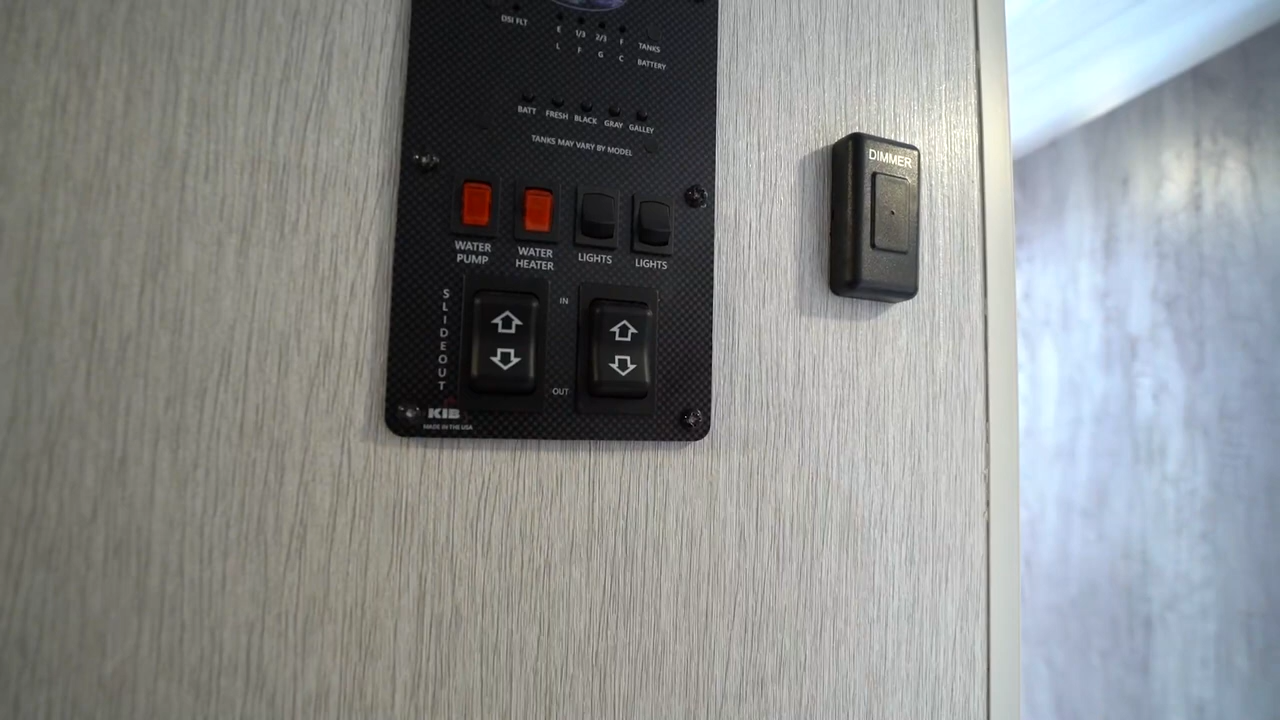 DSI FLT
E 1/3 2/3 F TANKS
L F G C BATTERY
BATT FRESH BLACK GRAY GALLEY
TANKS MAY VARY BY MODEL
WATER PUMP
WATER HEATER
LIGHTS
LIGHTS
SLIDEOUT
IN
OUT
KIB
MADE IN THE USA
DIMMER